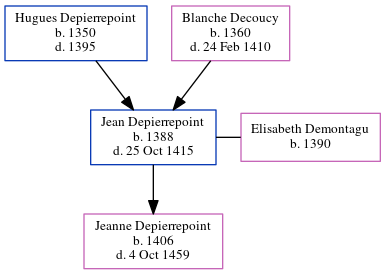 Hugues Depierrepoint
b. 1350
d. 1395
Blanche Decoucy
b. 1360
d. 24 Feb 1410
Jean Depierrepoint
b. 1388
d. 25 Oct 1415
Elisabeth Demontagu
b. 1390
Jeanne Depierrepoint
b. 1406
d. 4 Oct 1459